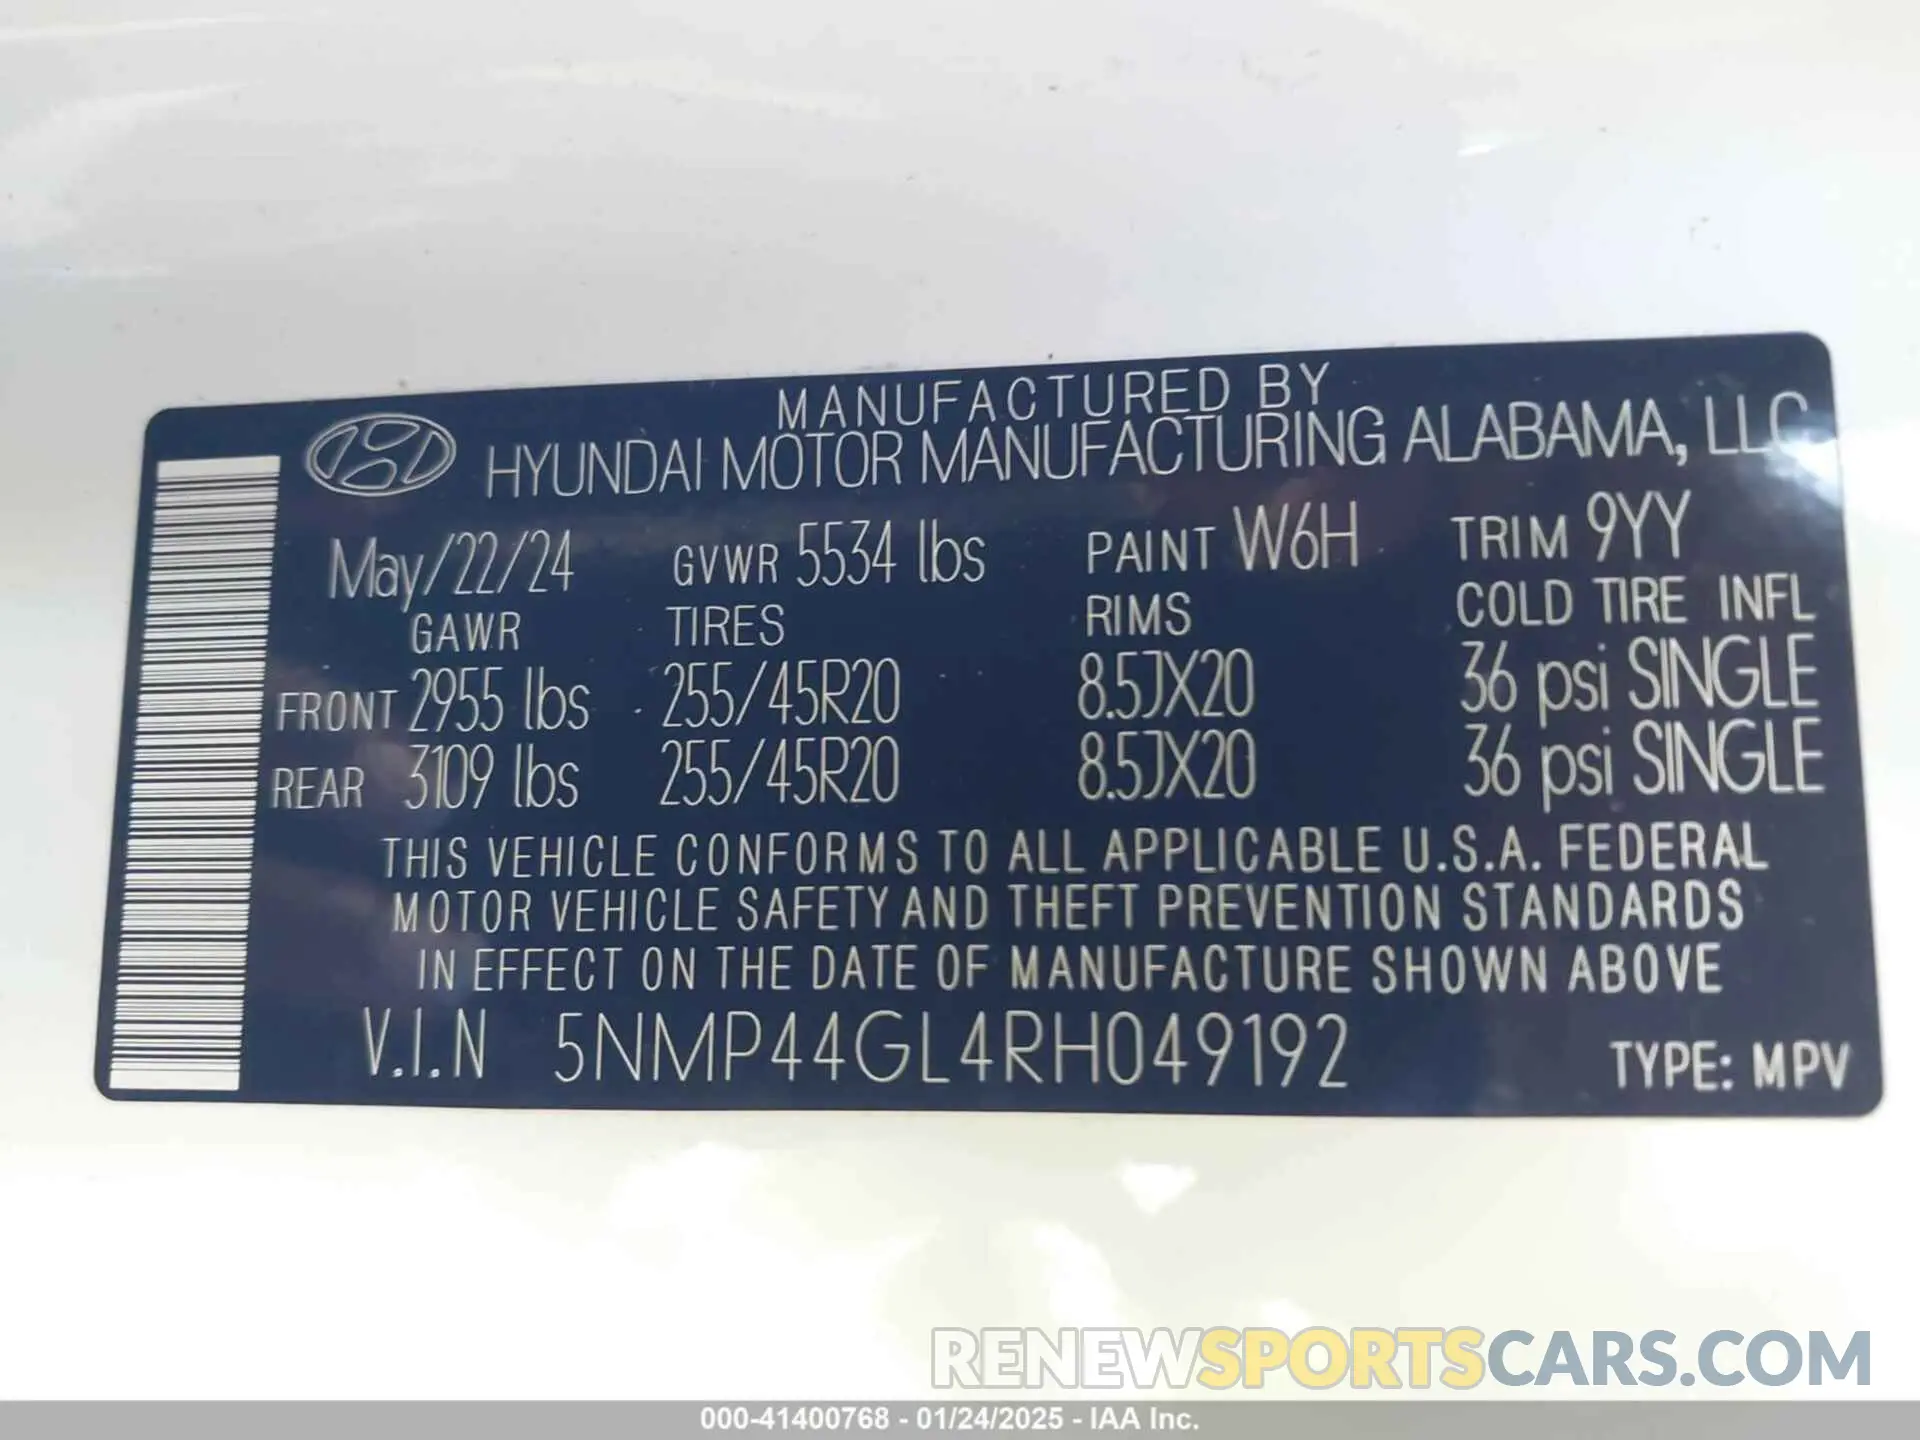 MANUFACTURED BY
HYUNDAI MOTOR MANUFACTURING ALABAMA, LLC
May/22/24 GVWR 5534 lbs PAINT W6H TRIM 9YY
GAWR TIRES RIMS COLD TIRE INFL
FRONT 2955 lbs 255/45R20 8.5JX20 36 psi SINGLE
REAR 3109 lbs 255/45R20 8.5JX20 36 psi SINGLE
THIS VEHICLE CONFORMS TO ALL APPLICABLE U.S.A. FEDERAL
MOTOR VEHICLE SAFETY AND THEFT PREVENTION STANDARDS
IN EFFECT ON THE DATE OF MANUFACTURE SHOWN ABOVE
V.I.N 5NMP44GL4RH049192 TYPE: MPV
RENEWSPORTSCARS.COM
000-41400768 - 01/24/2025 - IAA Inc.